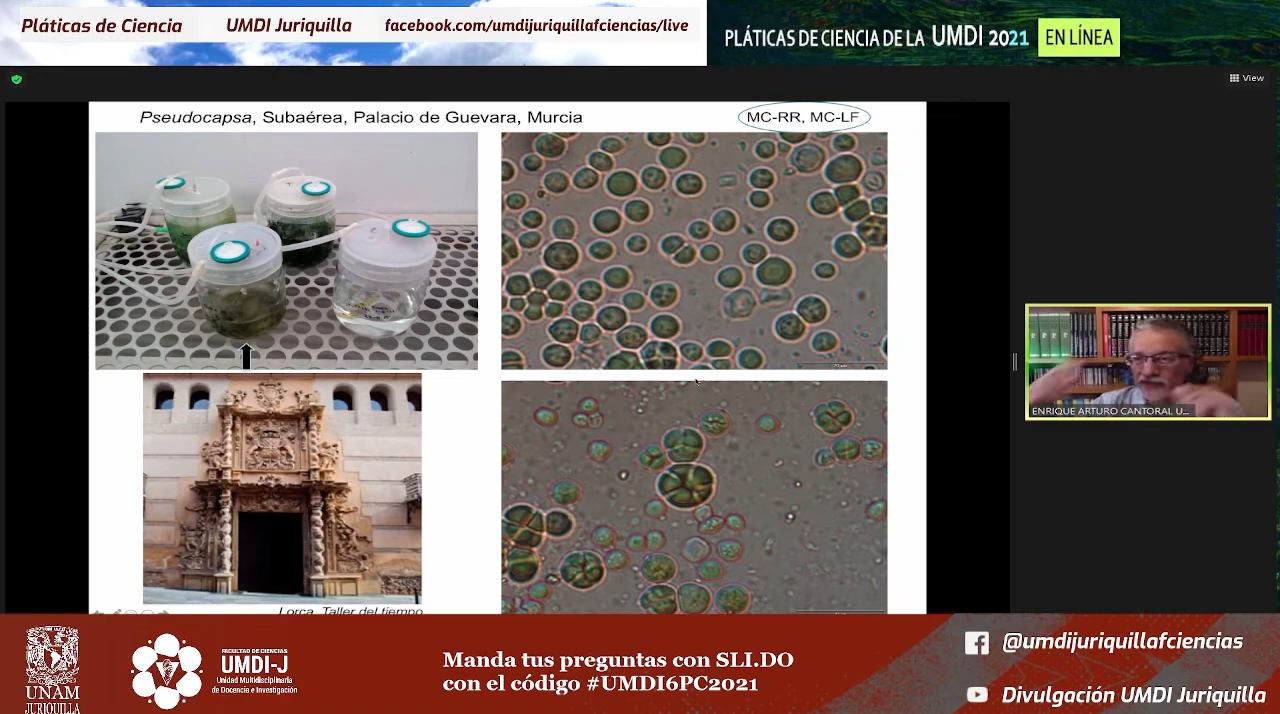 Pláticas de Ciencia UMDI Juriquilla facebook.com/umdijuriquillafciencias/live
PLÁTICAS DE CIENCIA DE LA UMDI 2021 EN LÍNEA
View
Pseudocapsa, Subaérea, Palacio de Guevara, Murcia
MC-RR, MC-LF
ENRIQUE ARTURO CANTORAL U...
Lorca, Taller del tiempo
UNAM
JURIQUILLA
FACULTAD DE CIENCIAS
UMDI-J
Unidad Multidisciplinaria
de Docencia e Investigación
Manda tus preguntas con SLI.DO
con el código #UMDI6PC2021
@umdijuriquillafciencias
Divulgación UMDI Juriquilla